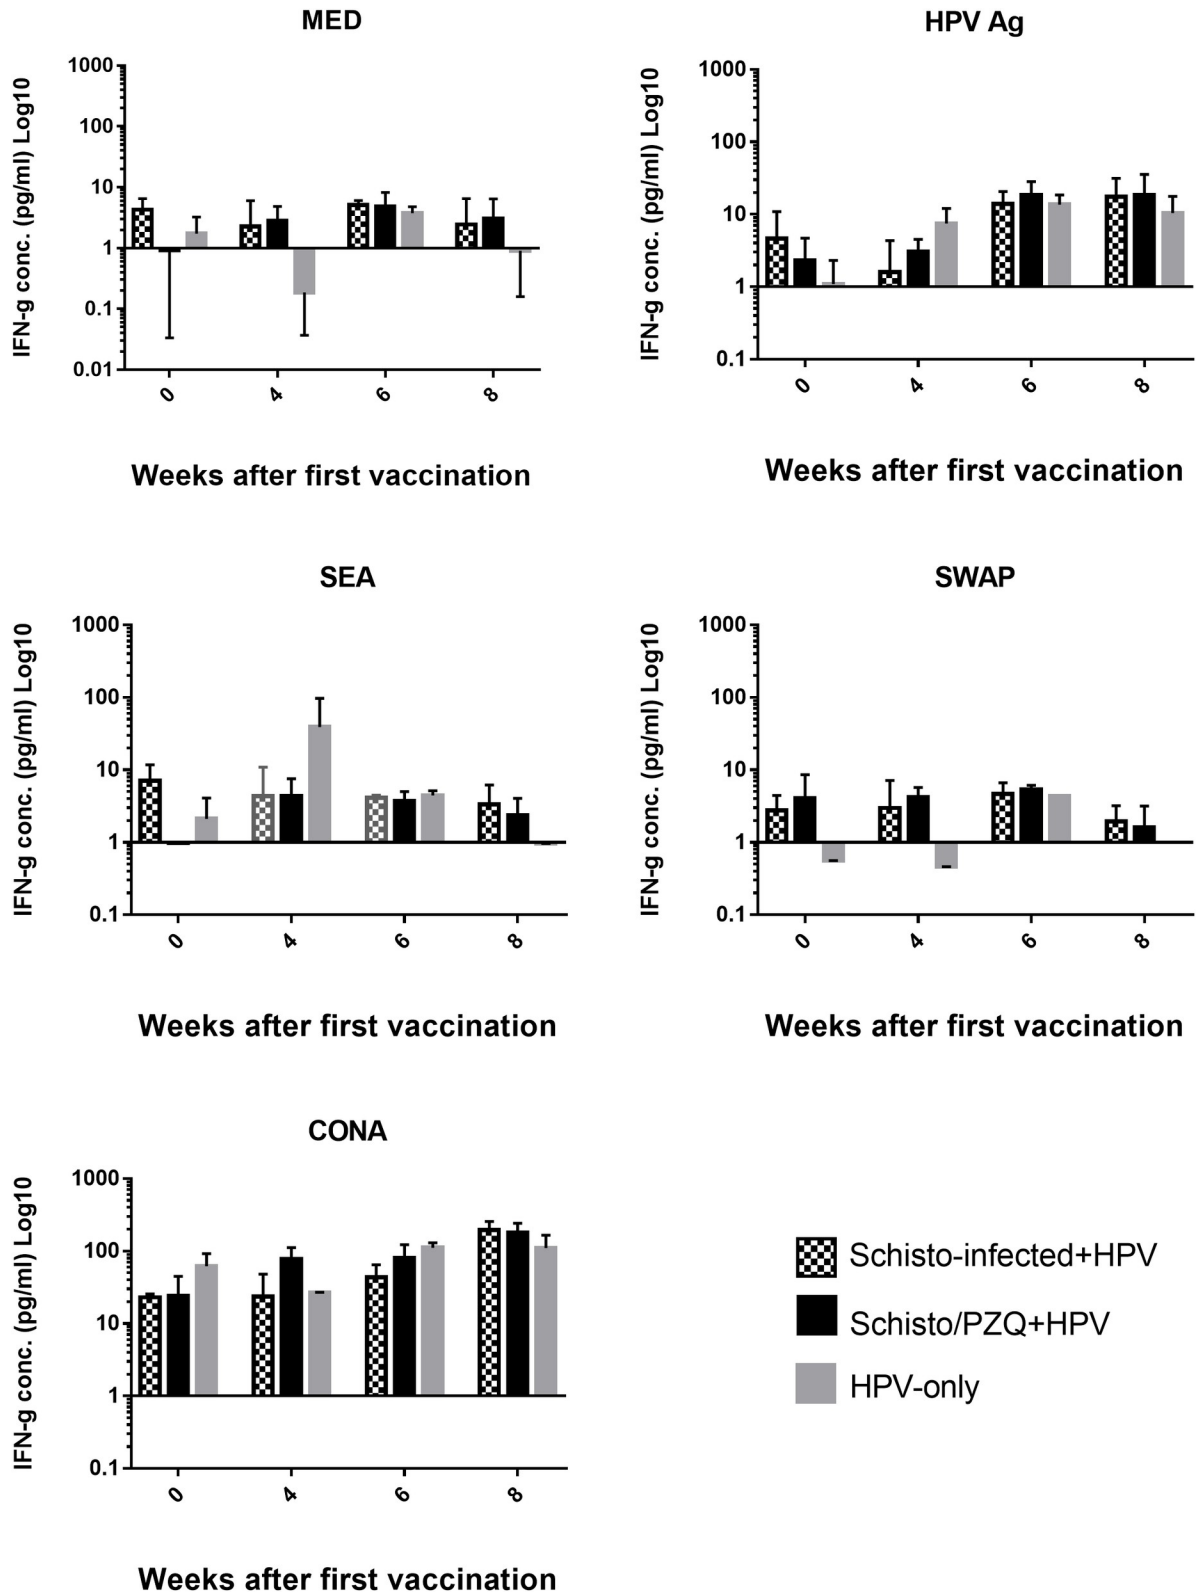 MED
IFN-g conc. (pg/ml) Log10
1000
100
10
1
0.1
0.01
0
4
6
8
Weeks after first vaccination
HPV Ag
IFN-g conc. (pg/ml) Log10
1000
100
10
1
0.1
0
4
6
8
Weeks after first vaccination
SEA
IFN-g conc. (pg/ml) Log10
1000
100
10
1
0.1
0
4
6
8
Weeks after first vaccination
SWAP
IFN-g conc. (pg/ml) Log10
1000
100
10
1
0.1
0
4
6
8
Weeks after first vaccination
CONA
IFN-g conc. (pg/ml) Log10
1000
100
10
1
0.1
0
4
6
8
Weeks after first vaccination
Schisto-infected+HPV
Schisto/PZQ+HPV
HPV-only